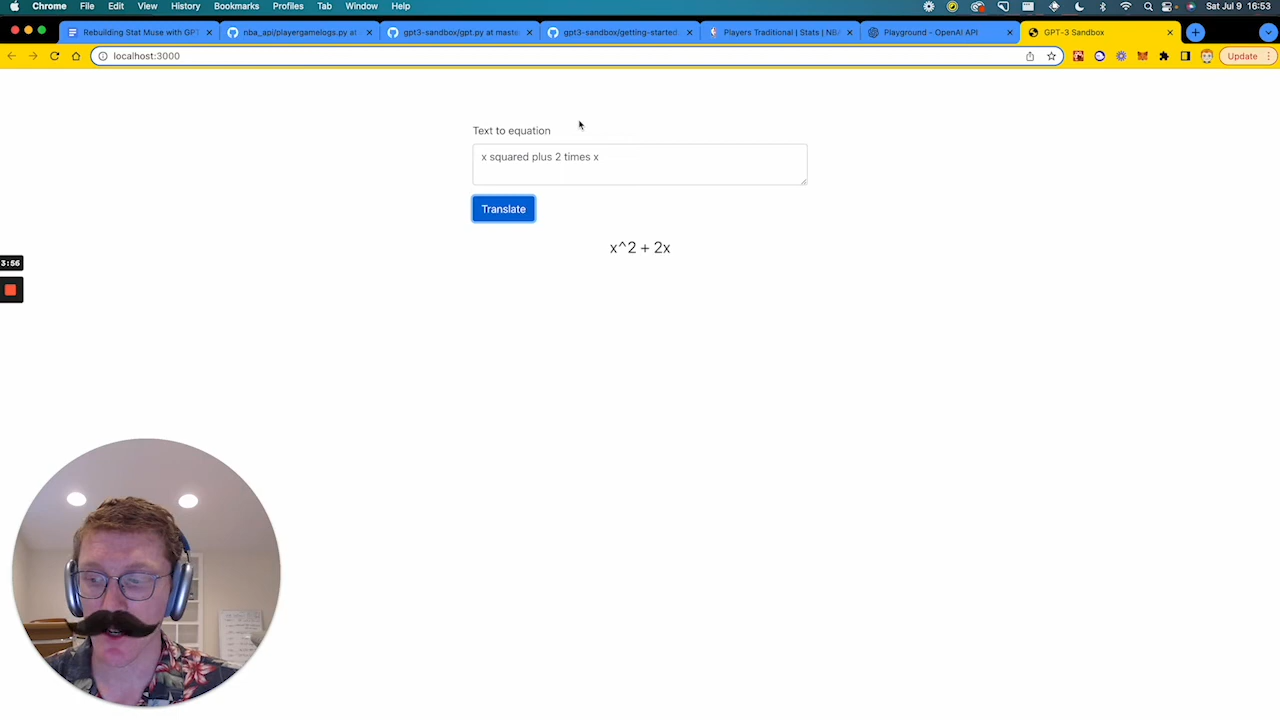 Chrome File Edit View History Bookmarks Profiles Tab Window Help Sat Jul 9 16:53
Rebuilding Stat Muse with GPT
nba_api/playergamelogs.py at
gpt3-sandbox/gpt.py at maste
gpt3-sandbox/getting-started.
Players Traditional | Stats | NBA
Playground - OpenAI API
GPT-3 Sandbox
localhost:3000
Update
Text to equation
x squared plus 2 times x
Translate
x^2 + 2x
3:56